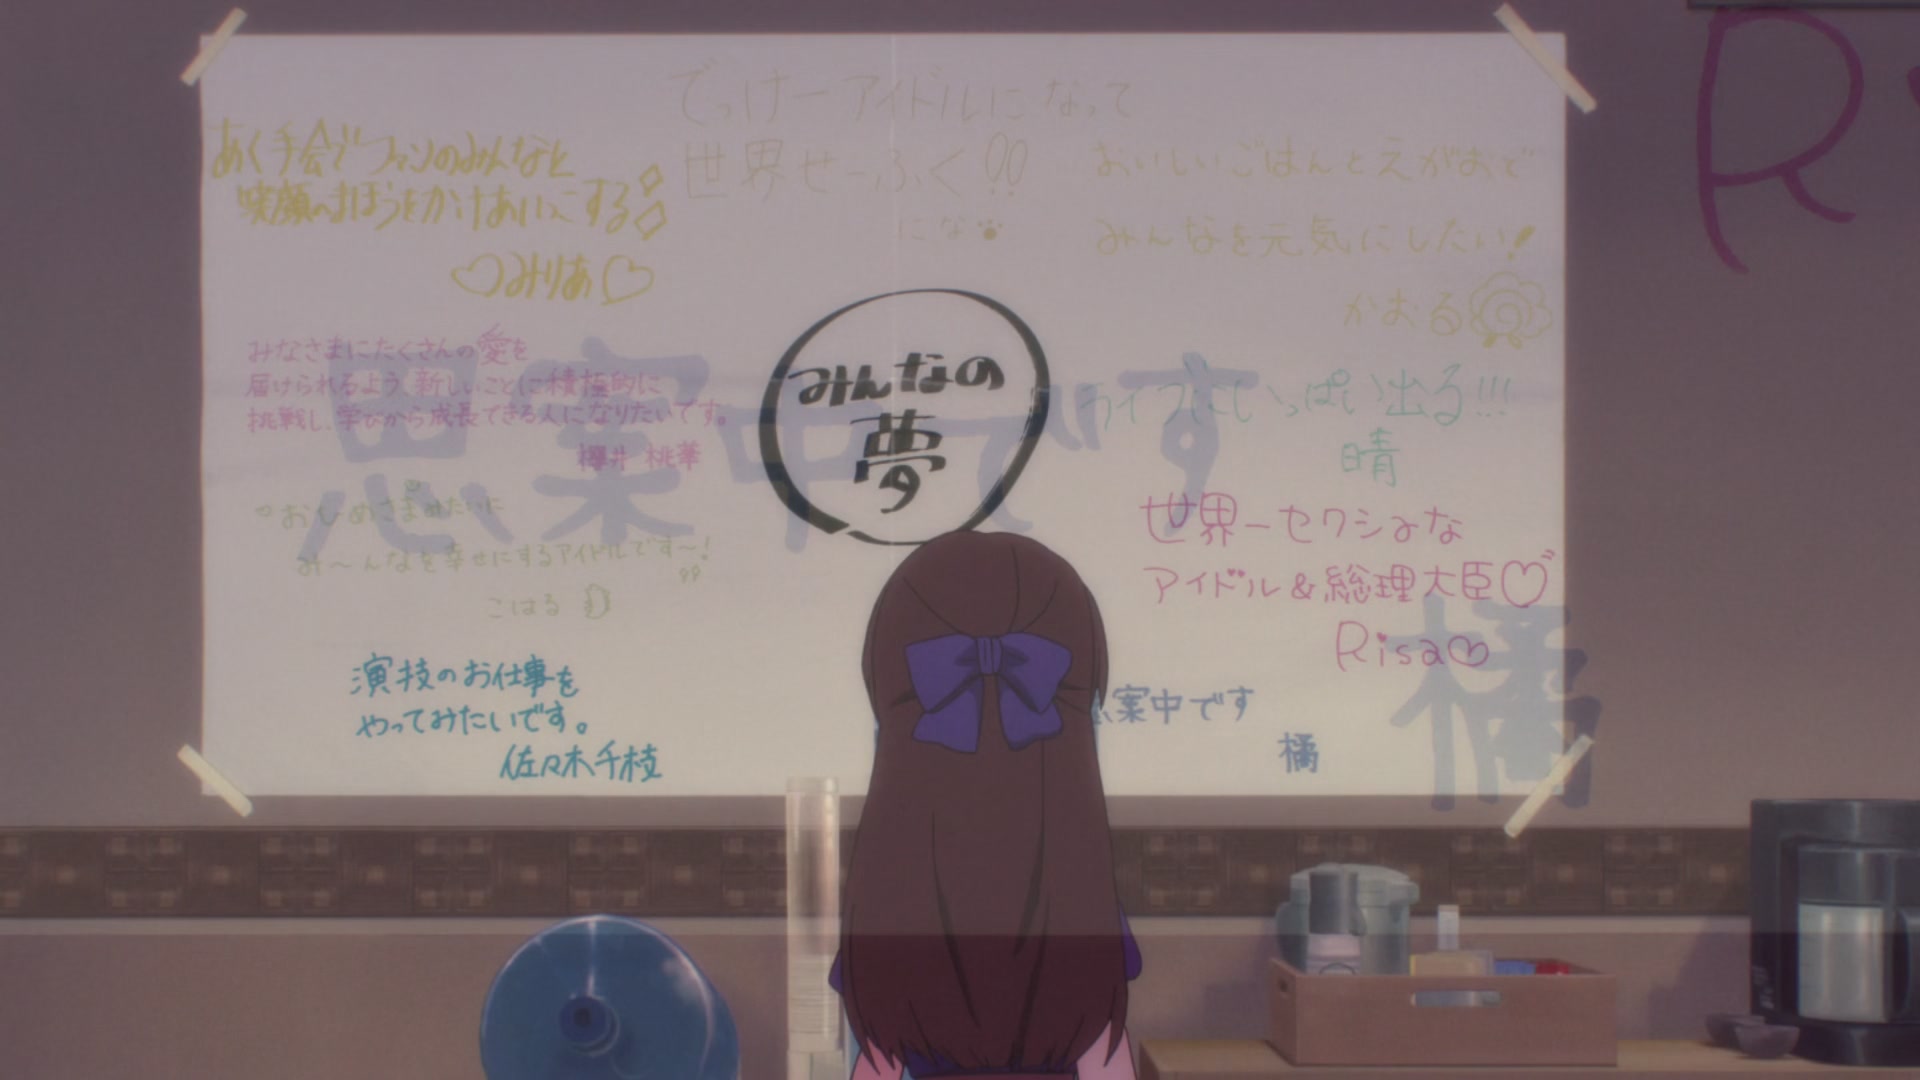 でっけーアイドルになって
世界せーふく!!
にな
あく手会でファンのみんなと
笑顔のまほうをかけあいっこする
♡みりあ♡
おいしいごはんとえがおで
みんなを元気にしたい!
かおる
みんなの
夢
みなさまにたくさんの愛を
届けられるよう、新しいことに積極的に
挑戦し、学びから成長できる人になりたいです。
櫻井 桃華
ライブにいっぱい出る!!!
晴
おひめさまみたいに
み〜んなを幸せにするアイドルです〜!
こはる
世界一セクシーな
アイドル&総理大臣♡
Risa♡
演技のお仕事を
やってみたいです。
佐々木千枝
案中です
橘
思案中です
橘
R